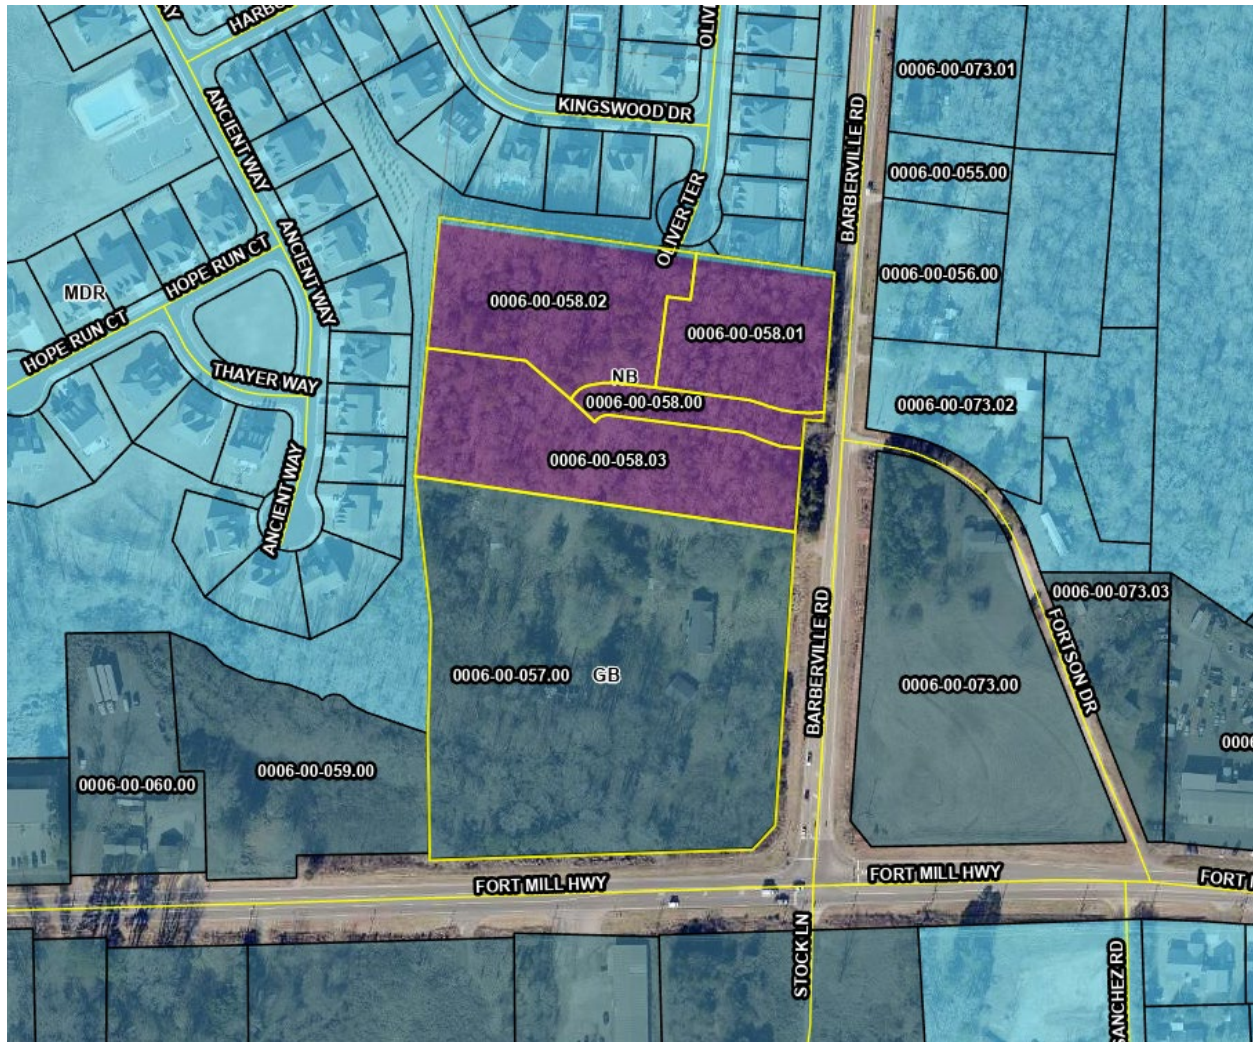 HARBO
KINGSWOOD DR
0006-00-073.01
ANCIENT WAY
BARBERVILLE RD
0006-00-055.00
OLIVER TER
ANCIENT WAY
HOPE RUN CT
0006-00-056.00
MDR
0006-00-058.02
0006-00-058.01
HOPE RUN CT
THAYER WAY
NB
0006-00-058.00
0006-00-073.02
0006-00-058.03
ANCIENT WAY
0006-00-073.03
BARBERVILLE RD
FORTSON DR
0006-00-057.00
GB
0006-00-073.00
0006-00-059.00
0006-00-060.00
FORT MILL HWY
FORT MILL HWY
FORT
STOCK LN
SANCHEZ RD